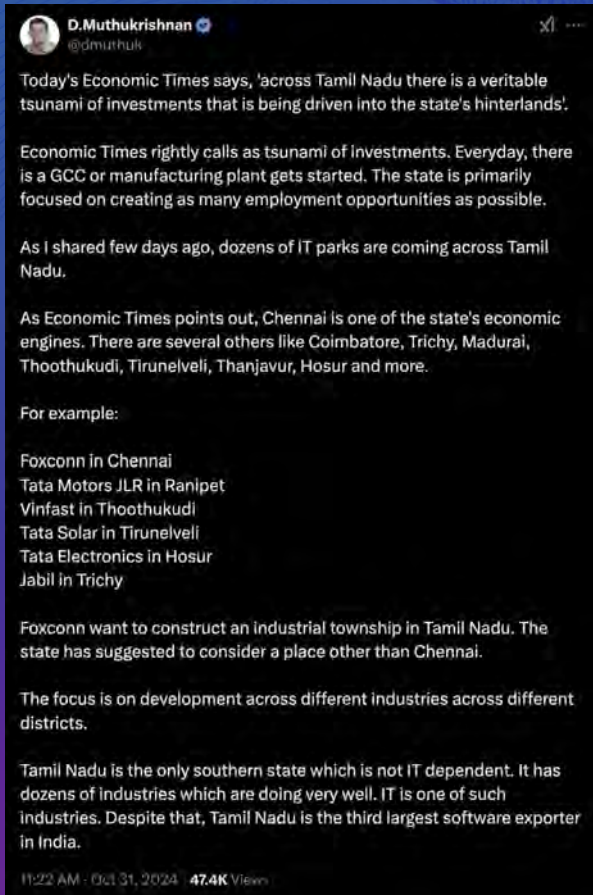 D.Muthukrishnan
@dmuthuk
Today's Economic Times says, 'across Tamil Nadu there is a veritable
tsunami of investments that is being driven into the state's hinterlands'.
Economic Times rightly calls as tsunami of investments. Everyday, there
is a GCC or manufacturing plant gets started. The state is primarily
focused on creating as many employment opportunities as possible.
As I shared few days ago, dozens of IT parks are coming across Tamil
Nadu.
As Economic Times points out, Chennai is one of the state's economic
engines. There are several others like Coimbatore, Trichy, Madurai,
Thoothukudi, Tirunelveli, Thanjavur, Hosur and more.
For example:
Foxconn in Chennai
Tata Motors JLR in Ranipet
Vinfast in Thoothukudi
Tata Solar in Tirunelveli
Tata Electronics in Hosur
Jabil in Trichy
Foxconn want to construct an industrial township in Tamil Nadu. The
state has suggested to consider a place other than Chennai.
The focus is on development across different industries across different
districts.
Tamil Nadu is the only southern state which is not IT dependent. It has
dozens of industries which are doing very well. IT is one of such
industries. Despite that, Tamil Nadu is the third largest software exporter
in India.
11:22 AM · Oct 31, 2024 · 47.4K Views